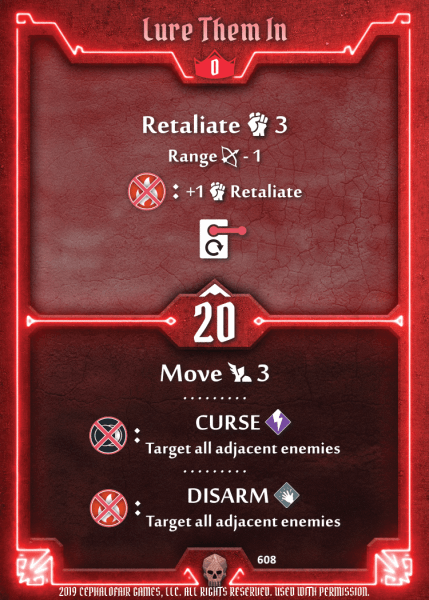 Lure Them In
0
Retaliate 3
Range - 1
: +1 Retaliate
20
Move 3
.........
: CURSE
Target all adjacent enemies
.........
: DISARM
Target all adjacent enemies
608
2019 CEPHALOFAIR GAMES, LLC. ALL RIGHTS RESERVED. USED WITH PERMISSION.